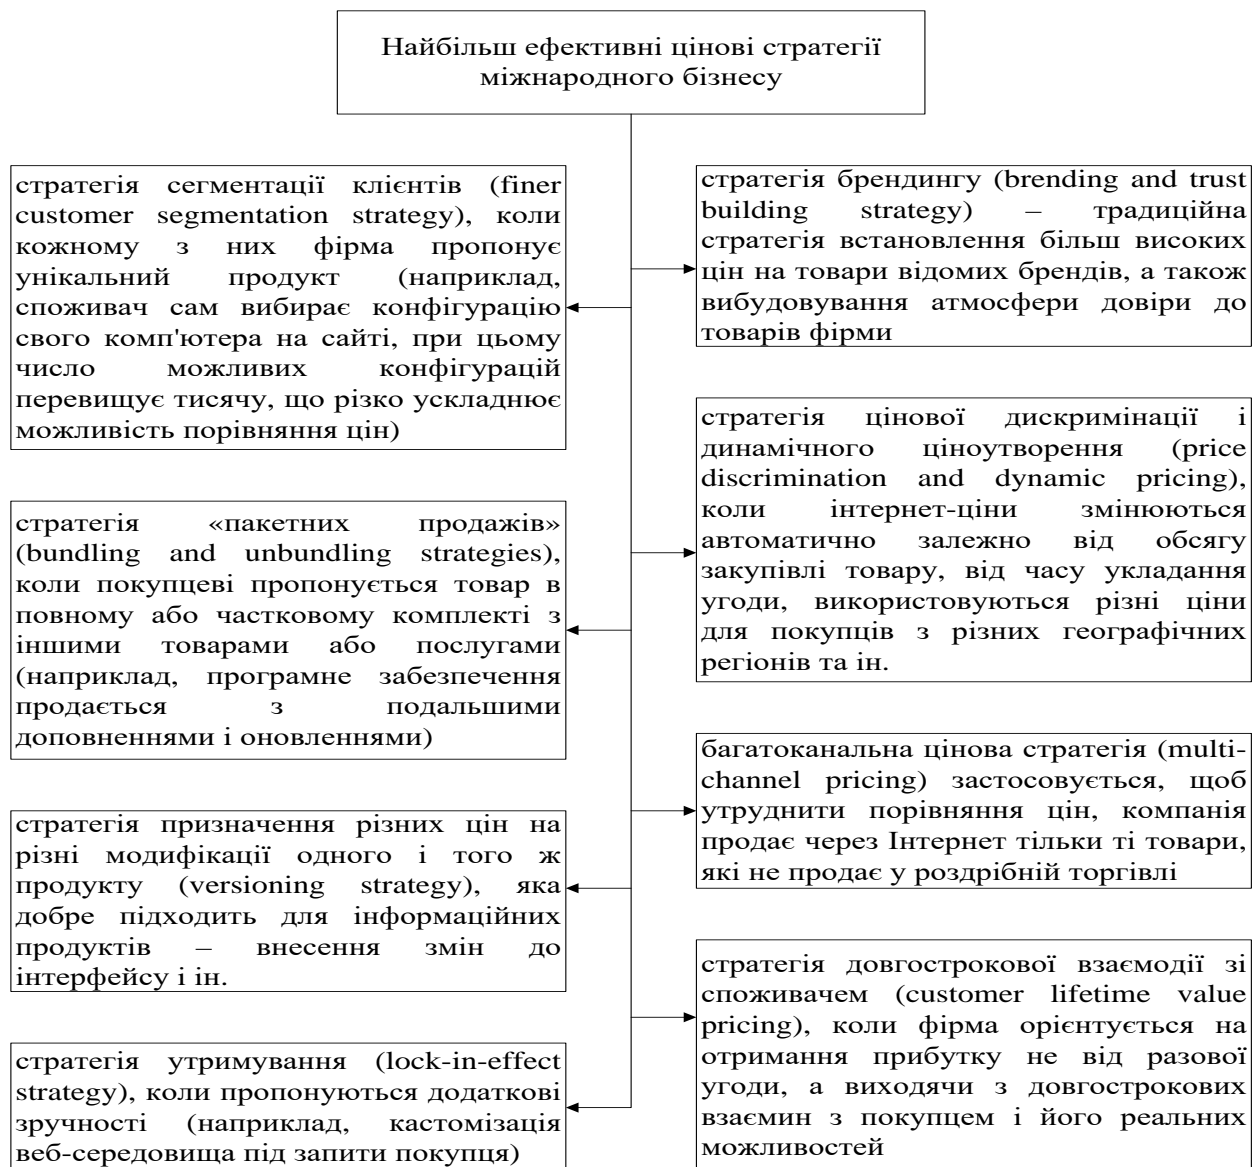 Найбільш ефективні цінові стратегії
міжнародного бізнесу
стратегія сегментації клієнтів (finer
customer segmentation strategy), коли
кожному з них фірма пропонує
унікальний продукт (наприклад,
споживач сам вибирає конфігурацію
свого комп'ютера на сайті, при цьому
число можливих конфігурацій
перевищує тисячу, що різко ускладнює
можливість порівняння цін)
стратегія «пакетних продажів»
(bundling and unbundling strategies),
коли покупцеві пропонується товар в
повному або частковому комплекті з
іншими товарами або послугами
(наприклад, програмне забезпечення
продається з подальшими
доповненнями і оновленнями)
стратегія призначення різних цін на
різні модифікації одного і того ж
продукту (versioning strategy), яка
добре підходить для інформаційних
продуктів – внесення змін до
інтерфейсу і ін.
стратегія утримування (lock-in-effect
strategy), коли пропонуються додаткові
зручності (наприклад, кастомізація
веб-середовища під запити покупця)
стратегія брендингу (brending and trust
building strategy) – традиційна
стратегія встановлення більш високих
цін на товари відомих брендів, а також
вибудовування атмосфери довіри до
товарів фірми
стратегія цінової дискримінації і
динамічного ціноутворення (price
discrimination and dynamic pricing),
коли інтернет-ціни змінюються
автоматично залежно від обсягу
закупівлі товару, від часу укладання
угоди, використовуються різні ціни
для покупців з різних географічних
регіонів та ін.
багатоканальна цінова стратегія (multi-
channel pricing) застосовується, щоб
утруднити порівняння цін, компанія
продає через Інтернет тільки ті товари,
які не продає у роздрібній торгівлі
стратегія довгострокової взаємодії зі
споживачем (customer lifetime value
pricing), коли фірма орієнтується на
отримання прибутку не від разової
угоди, а виходячи з довгострокових
взаємин з покупцем і його реальних
можливостей